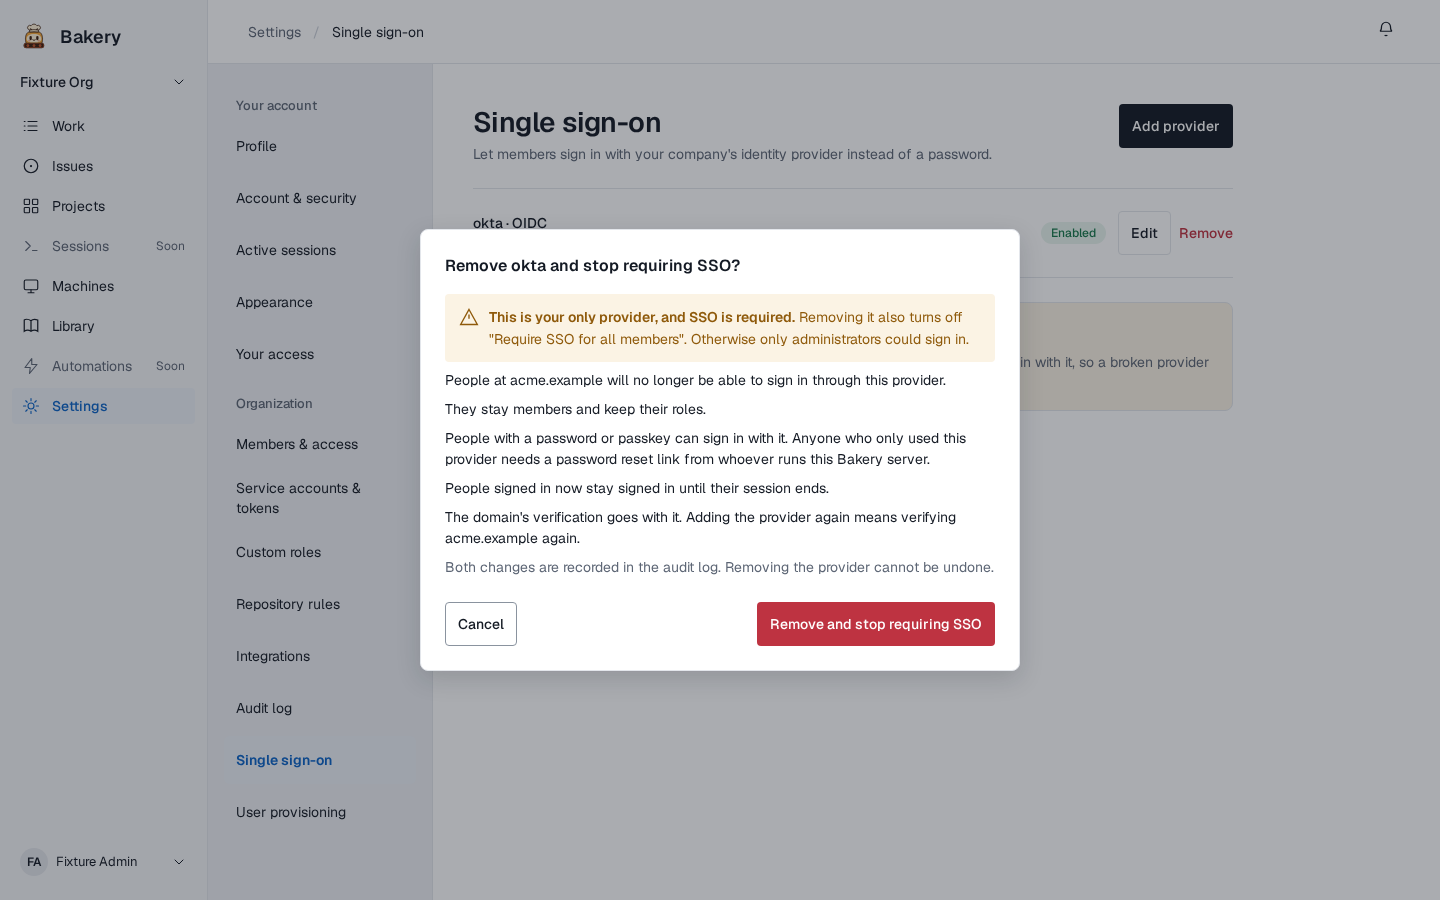 Bakery
Fixture Org
Work
Issues
Projects
Sessions Soon
Machines
Library
Automations Soon
Settings
FA Fixture Admin
Settings / Single sign-on
Your account
Profile
Account & security
Active sessions
Appearance
Your access
Organization
Members & access
Service accounts &
tokens
Custom roles
Repository rules
Integrations
Audit log
Single sign-on
User provisioning
Single sign-on
Let members sign in with your company's identity provider instead of a password.
Add provider
okta · OIDC
Enabled Edit Remove
in with it, so a broken provider
Remove okta and stop requiring SSO?
This is your only provider, and SSO is required. Removing it also turns off
"Require SSO for all members". Otherwise only administrators could sign in.
People at acme.example will no longer be able to sign in through this provider.
They stay members and keep their roles.
People with a password or passkey can sign in with it. Anyone who only used this
provider needs a password reset link from whoever runs this Bakery server.
People signed in now stay signed in until their session ends.
The domain's verification goes with it. Adding the provider again means verifying
acme.example again.
Both changes are recorded in the audit log. Removing the provider cannot be undone.
Cancel
Remove and stop requiring SSO